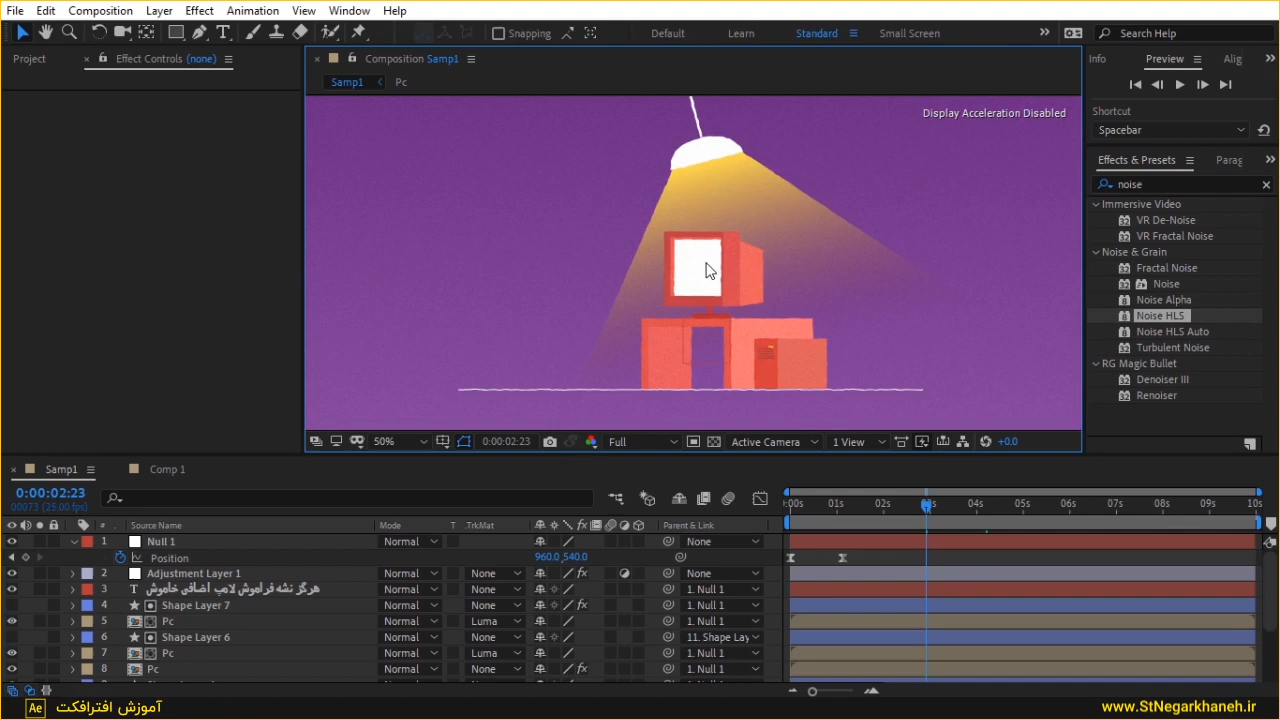 File Edit Composition Layer Effect Animation View Window Help
Snapping Default Learn Standard Small Screen Search Help
Project Effect Controls (none) Composition Samp1 Info Preview Alig
Samp1 Pc
Display Acceleration Disabled
Shortcut
Spacebar
Effects & Presets Parag
noise
Immersive Video
VR De-Noise
VR Fractal Noise
Noise & Grain
Fractal Noise
Noise
Noise Alpha
Noise HLS
Noise HLS Auto
Turbulent Noise
RG Magic Bullet
Denoiser III
Renoiser
50% 0:00:02:23 Full Active Camera 1 View +0.0
Samp1 Comp 1
0:00:02:23
00073 (25.00 fps)
:00s 01s 02s 03s 04s 05s 06s 07s 08s 09s 10s
# Source Name Mode T .TrkMat Parent & Link
1 Null 1 Normal None
Position 960.0,540.0
2 Adjustment Layer 1 Normal None None
3 T هرگز نشه فراموش لامپ اضافی خاموش Normal None 1. Null 1
4 Shape Layer 7 Normal None 1. Null 1
5 Pc Normal Luma 1. Null 1
6 Shape Layer 6 Normal None 11. Shape Lay
7 Pc Normal Luma 1. Null 1
8 Pc Normal None 1. Null 1
Ae آموزش افترافکت www.StNegarkhaneh.ir